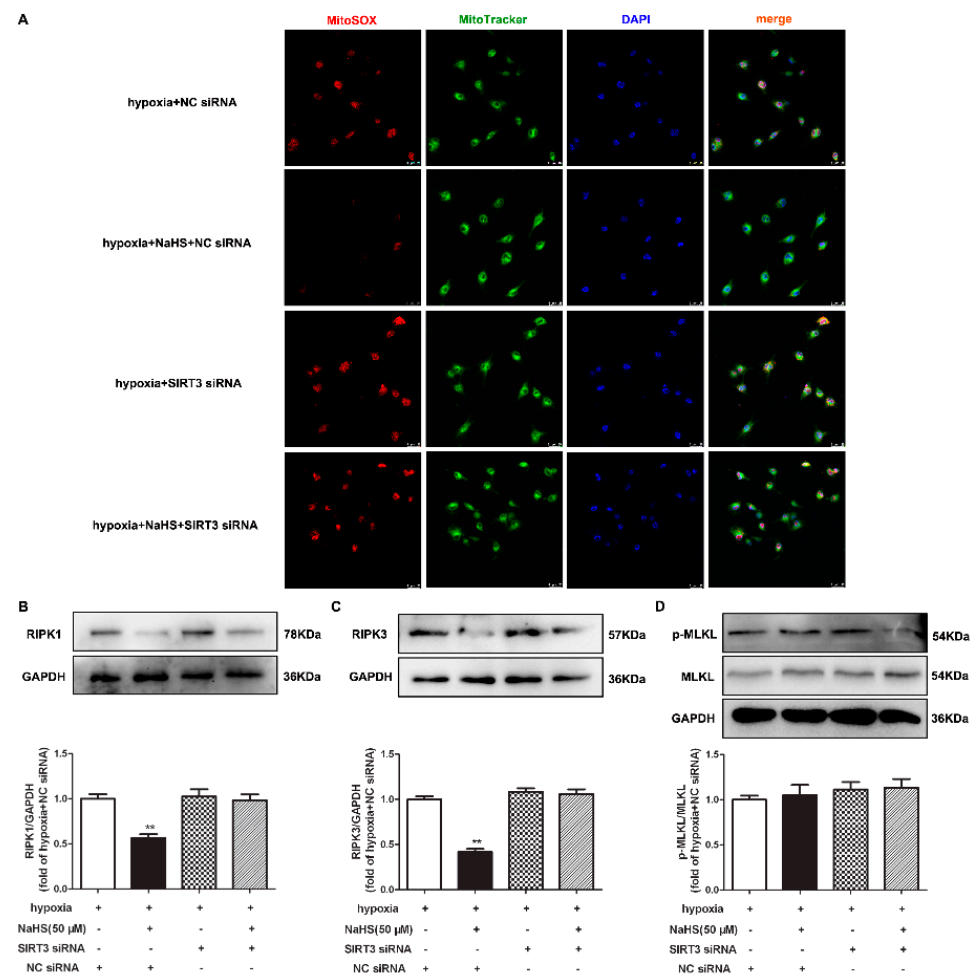 A
MitoSOX MitoTracker DAPI merge
hypoxia+NC siRNA
hypoxia+NaHS+NC siRNA
hypoxia+SIRT3 siRNA
hypoxia+NaHS+SIRT3 siRNA
B
RIPK1 78KDa
GAPDH 36KDa
RIPK1/GAPDH
(fold of hypoxia+NC siRNA)
1.5
1.0
0.5
0.0
**
hypoxia + + + +
NaHS(50 μM) - + - +
SIRT3 siRNA - - + +
NC siRNA + + - -
C
RIPK3 57KDa
GAPDH 36KDa
RIPK3/GAPDH
(fold of hypoxia+NC siRNA)
1.5
1.0
0.5
0.0
**
hypoxia + + + +
NaHS(50 μM) - + - +
SIRT3 siRNA - - + +
NC siRNA + + - -
D
p-MLKL 54KDa
MLKL 54KDa
GAPDH 36KDa
p-MLKL/MLKL
(fold of hypoxia+NC siRNA)
1.5
1.0
0.5
0.0
hypoxia + + + +
NaHS(50 μM) - + - +
SIRT3 siRNA - - + +
NC siRNA + + - -